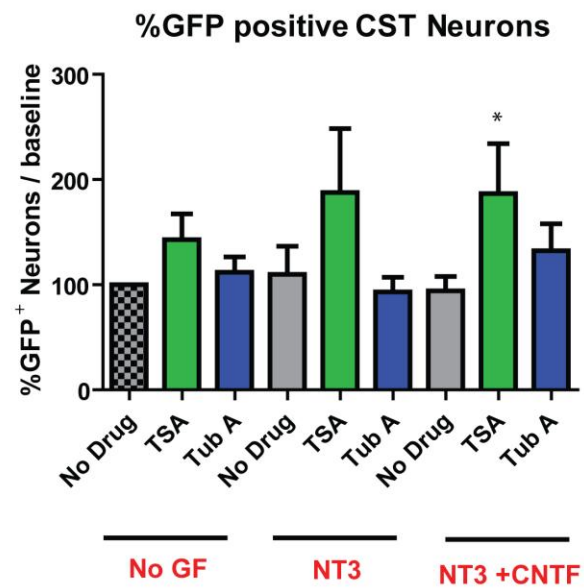 %GFP positive CST Neurons
%GFP+ Neurons / baseline
300
200
100
0
*
No Drug
TSA
Tub A
No Drug
TSA
Tub A
No Drug
TSA
Tub A
No GF
NT3
NT3 +CNTF